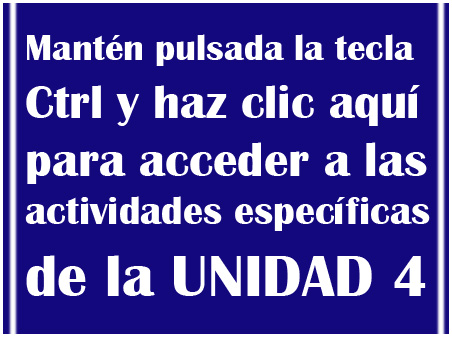 Mantén pulsada la tecla
Ctrl y haz clic aquí
para acceder a las
actividades específicas
de la UNIDAD 4